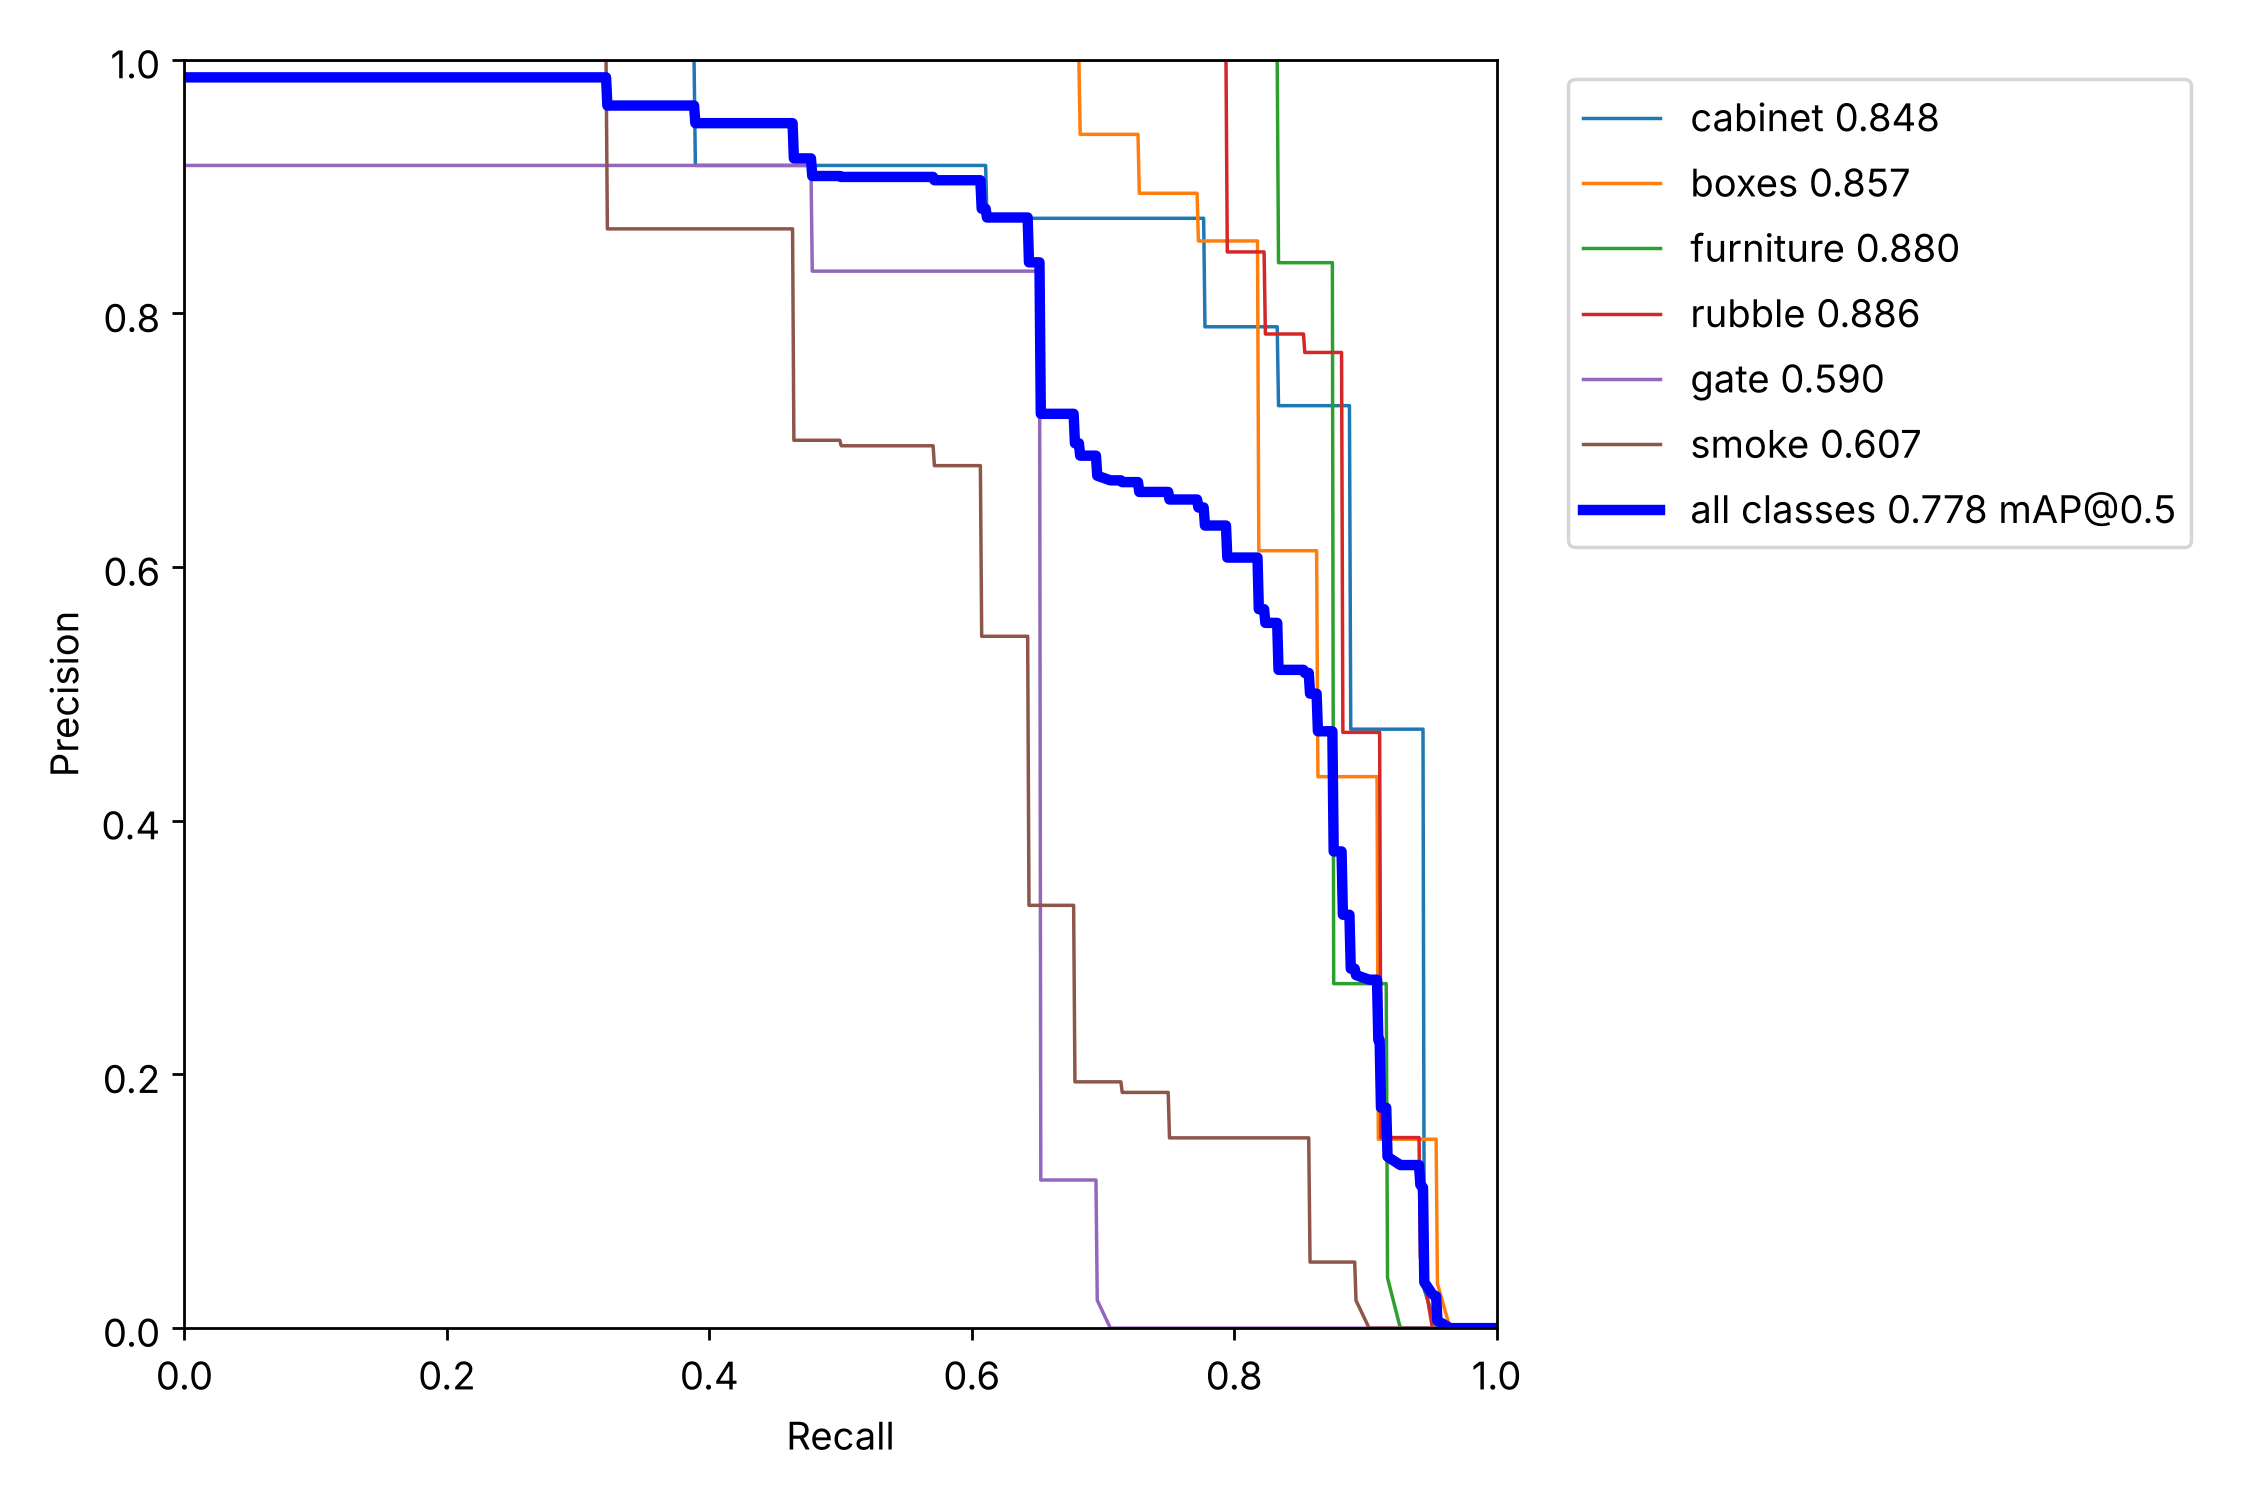 1.0
0.8
0.6
0.4
0.2
0.0
Precision
0.0 0.2 0.4 0.6 0.8 1.0
Recall
cabinet 0.848
boxes 0.857
furniture 0.880
rubble 0.886
gate 0.590
smoke 0.607
all classes 0.778 mAP@0.5